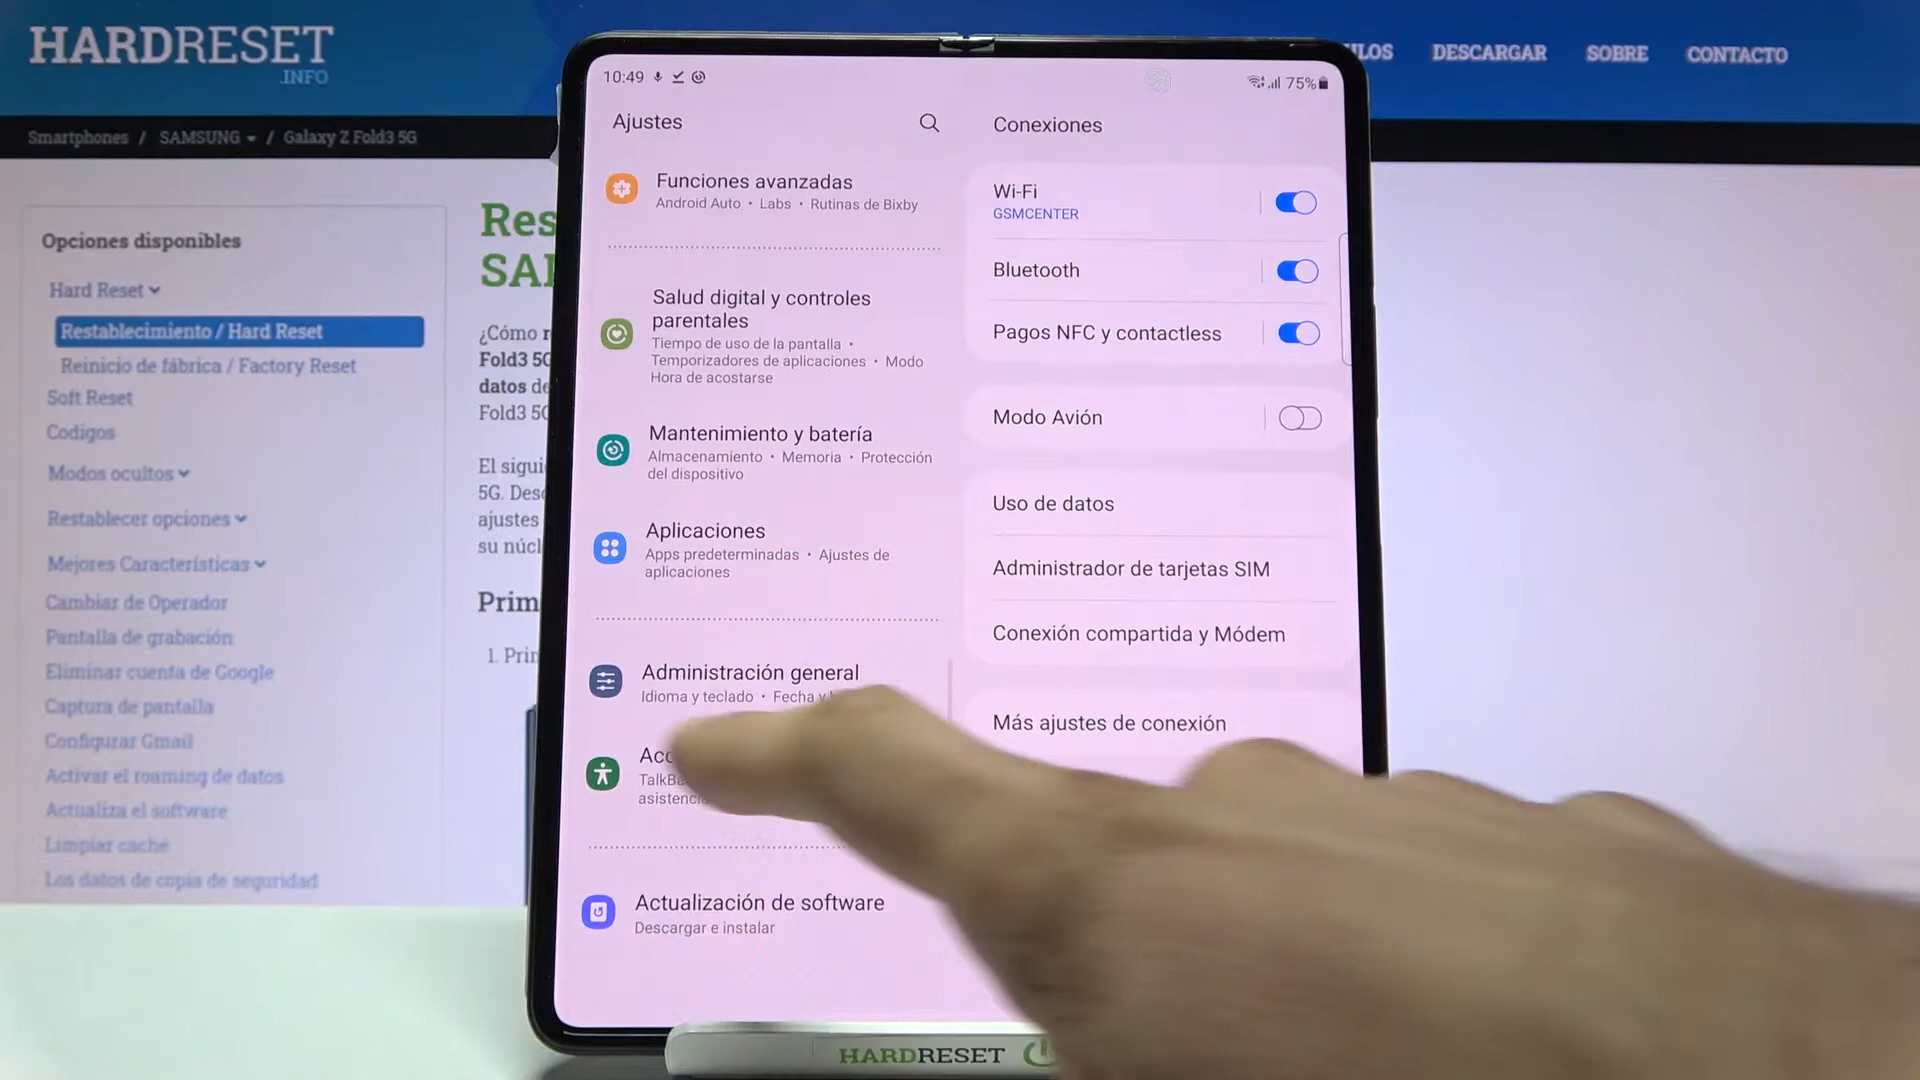 HARDRESET
.INFO
DESCARGAR
SOBRE
CONTACTO
Smartphones / SAMSUNG / Galaxy Z Fold3 5G
Opciones disponibles
Hard Reset
Restablecimiento / Hard Reset
Reinicio de fábrica / Factory Reset
Soft Reset
Codigos
Modos ocultos
Restablecer opciones
Mejores Características
Cambiar de Operador
Pantalla de grabación
Eliminar cuenta de Google
Captura de pantalla
Configurar Gmail
Activar el roaming de datos
Actualiza el software
Limpiar caché
Los datos de copia de seguridad
¿Cómo
datos de
ajustes
1.
10:49
75%
Ajustes
Funciones avanzadas
Android Auto • Labs • Rutinas de Bixby
Salud digital y controles
parentales
Tiempo de uso de la pantalla •
Temporizadores de aplicaciones • Modo
Hora de acostarse
Mantenimiento y batería
Almacenamiento • Memoria • Protección
del dispositivo
Aplicaciones
Apps predeterminadas • Ajustes de
aplicaciones
Administración general
Idioma y teclado • Fecha y
Actualización de software
Descargar e instalar
Conexiones
Wi-Fi
GSMCENTER
Bluetooth
Pagos NFC y contactless
Modo Avión
Uso de datos
Administrador de tarjetas SIM
Conexión compartida y Módem
Más ajustes de conexión
HARDRESET